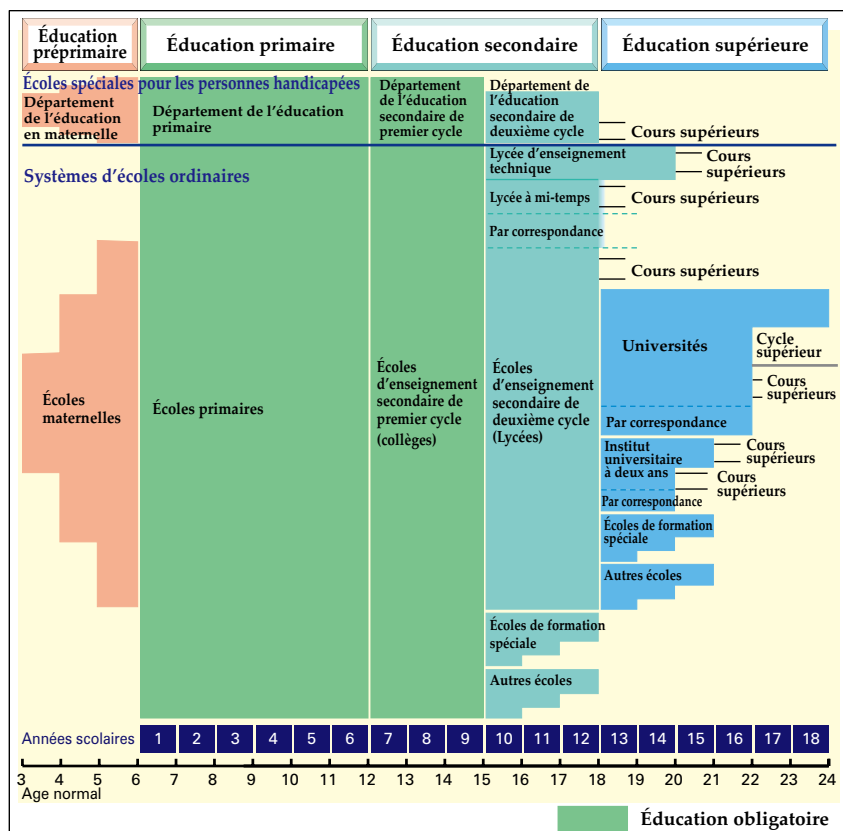 Éducation
préprimaire
Éducation primaire
Éducation secondaire
Éducation supérieure
Écoles spéciales pour les personnes handicapées
Département
de l'éducation
en maternelle
Département de l'éducation
primaire
Département
de l'éducation
secondaire de
premier cycle
Département de
l'éducation
secondaire de
deuxième cycle
Cours supérieurs
Systèmes d'écoles ordinaires
Lycée d'enseignement
technique
Cours
supérieurs
Lycée à mi-temps
Cours supérieurs
Par correspondance
Cours supérieurs
Écoles
maternelles
Écoles primaires
Écoles
d'enseignement
secondaire de
premier cycle
(collèges)
Écoles
d'enseignement
secondaire de
deuxième cycle
(Lycées)
Universités
Cycle
supérieur
Cours
supérieurs
Par correspondance
Institut
universitaire
à deux ans
Cours
supérieurs
Cours
supérieurs
Par correspondance
Écoles de formation
spéciale
Autres écoles
Écoles de formation
spéciale
Autres écoles
Années scolaires 1 2 3 4 5 6 7 8 9 10 11 12 13 14 15 16 17 18
3 4 5 6 7 8 9 10 11 12 13 14 15 16 17 18 19 20 21 22 23 24
Age normal
Éducation obligatoire